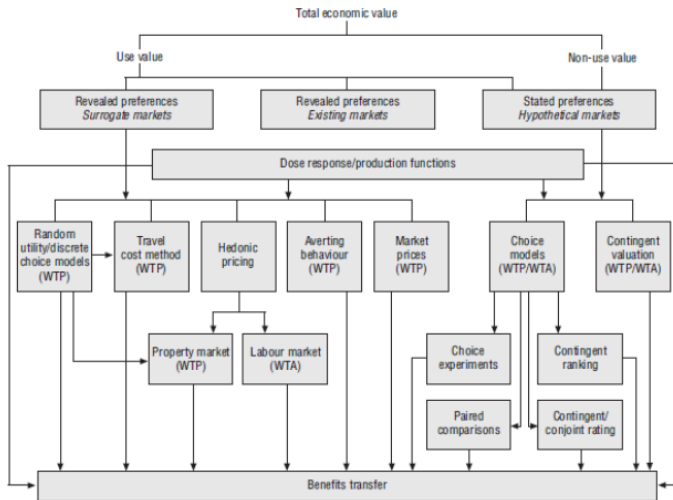 Total economic value
Use value
Non-use value
Revealed preferences
Surrogate markets
Revealed preferences
Existing markets
Stated preferences
Hypothetical markets
Dose response/production functions
Random
utility/discrete
choice models
(WTP)
Travel
cost method
(WTP)
Hedonic
pricing
Averting
behaviour
(WTP)
Market
prices
(WTP)
Choice
models
(WTP/WTA)
Contingent
valuation
(WTP/WTA)
Property market
(WTP)
Labour market
(WTA)
Choice
experiments
Contingent
ranking
Paired
comparisons
Contingent/
conjoint rating
Benefits transfer